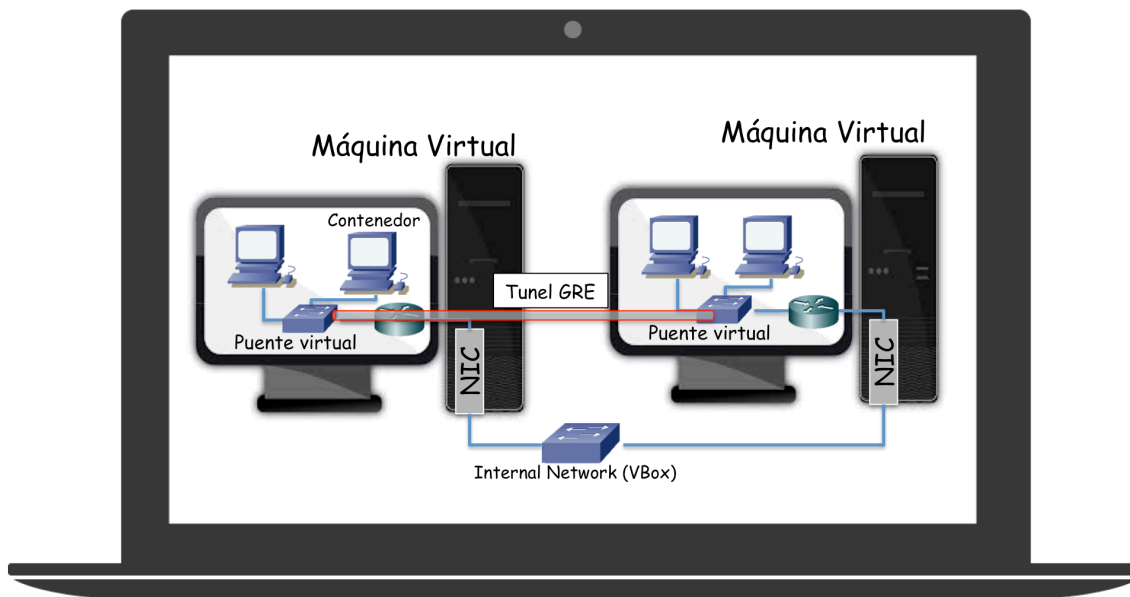 Máquina Virtual
Máquina Virtual
Contenedor
Tunel GRE
Puente virtual
Puente virtual
NIC
NIC
Internal Network (VBox)